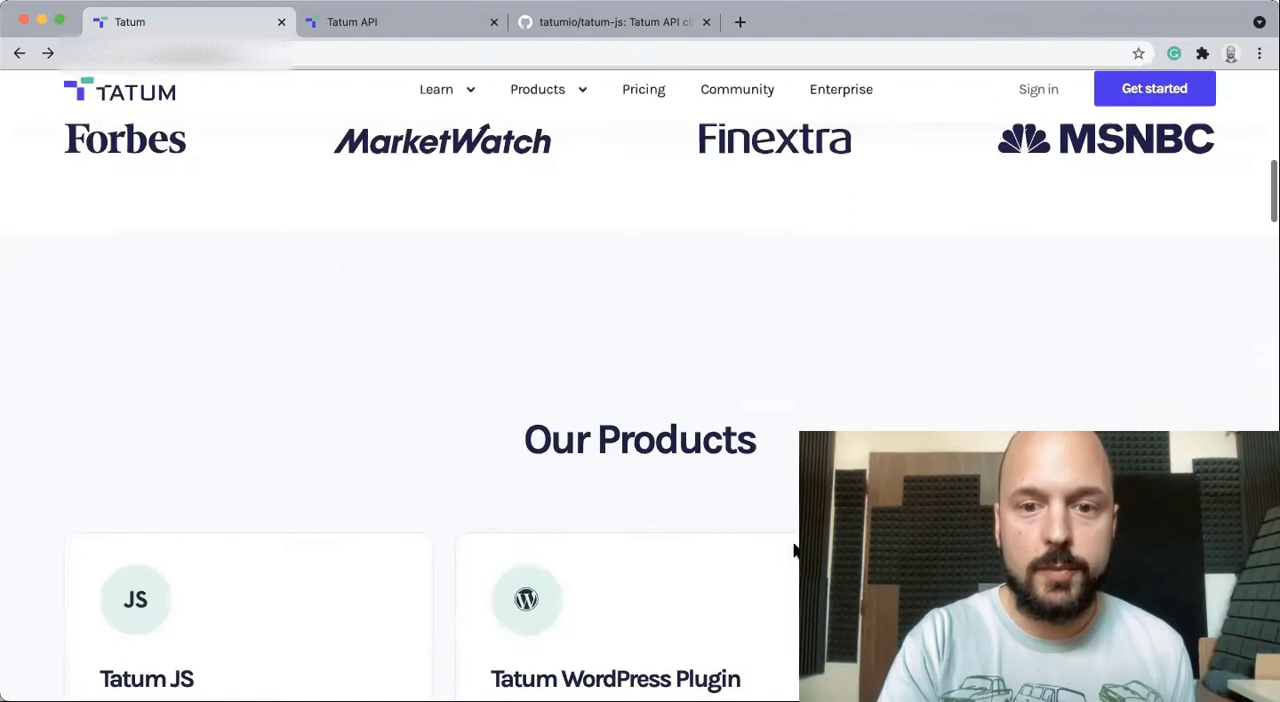 Tatum
Tatum API
tatumio/tatum-js: Tatum API cli
TATUM
Learn
Products
Pricing
Community
Enterprise
Sign in
Get started
Forbes
MarketWatch
Finextra
MSNBC
Our Products
JS
Tatum JS
Tatum WordPress Plugin